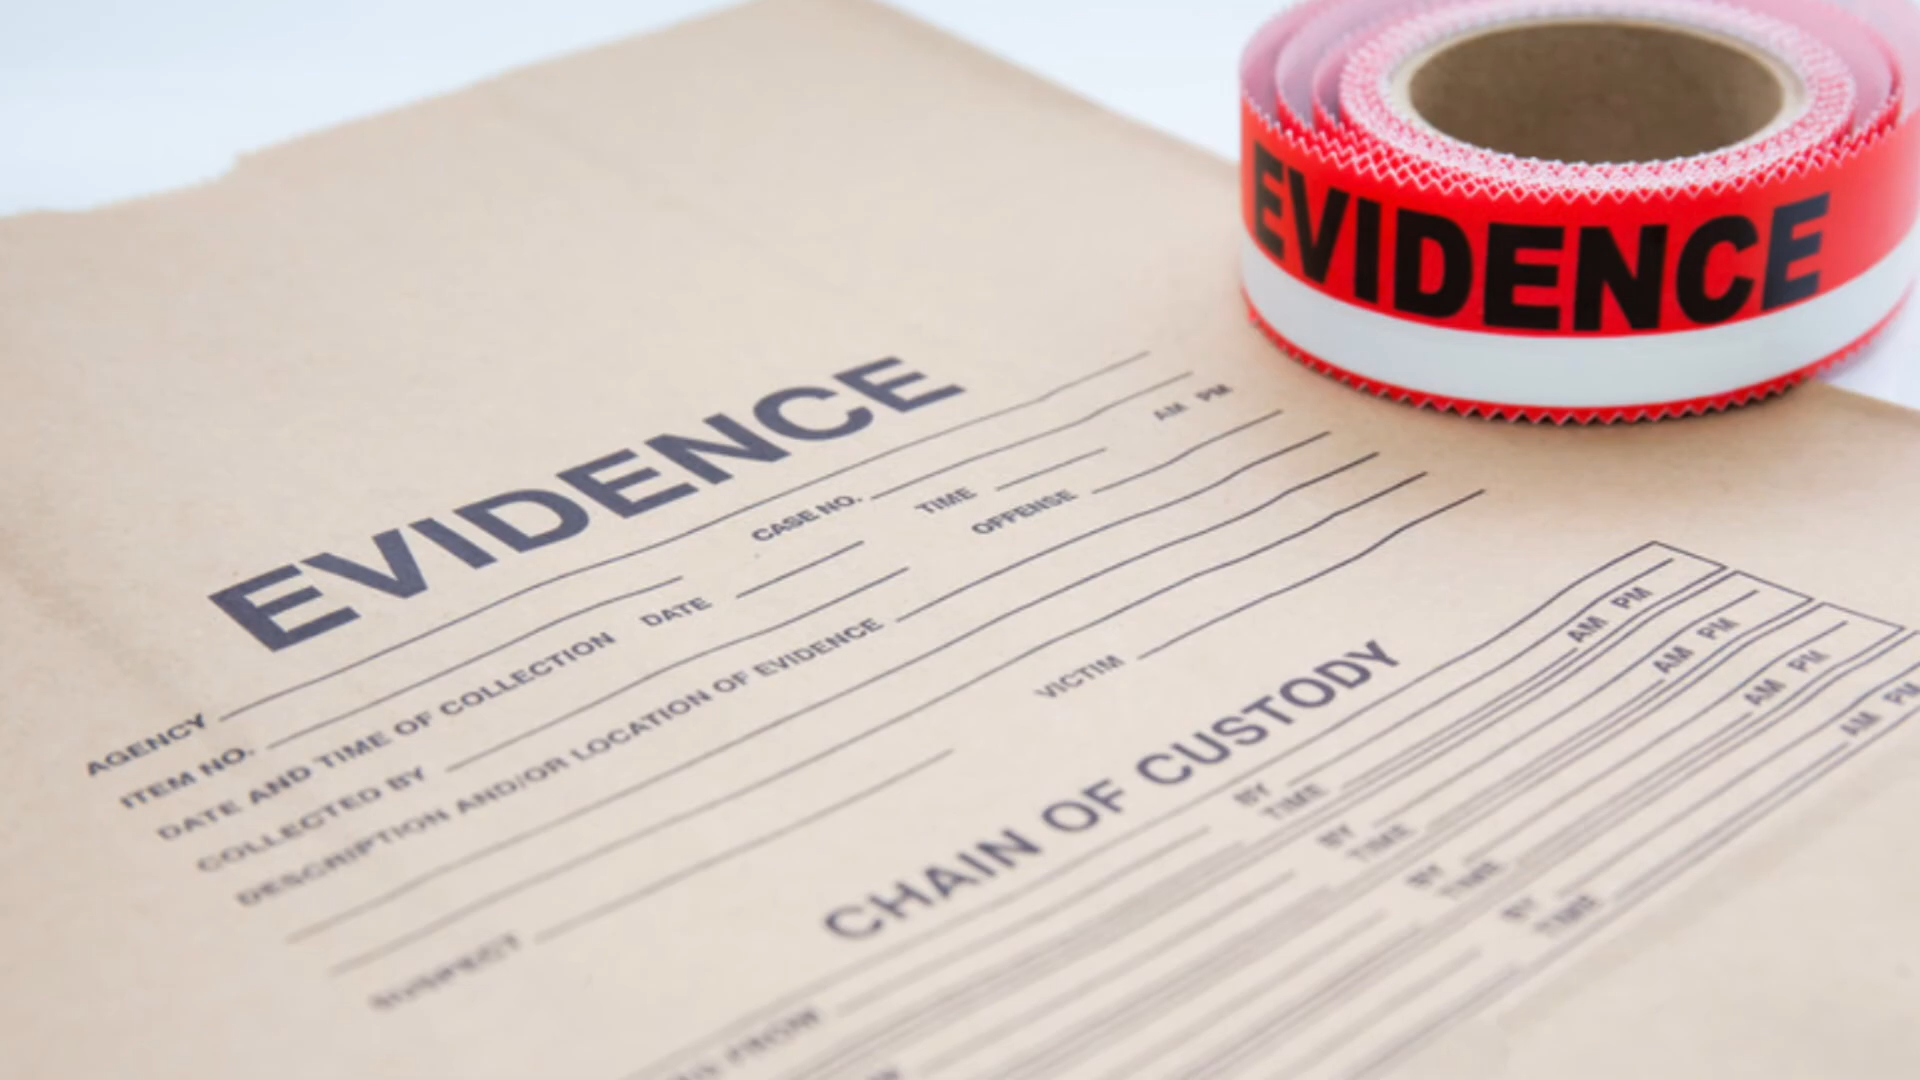 EVIDENCE
EVIDENCE
AGENCY
ITEM NO. CASE NO.
DATE AND TIME OF COLLECTION DATE TIME AM PM
COLLECTED BY OFFENSE
DESCRIPTION AND/OR LOCATION OF EVIDENCE
SUSPECT VICTIM
CHAIN OF CUSTODY
FROM BY
TIME AM PM
BY
TIME AM PM
BY
TIME AM PM
BY
TIME AM PM